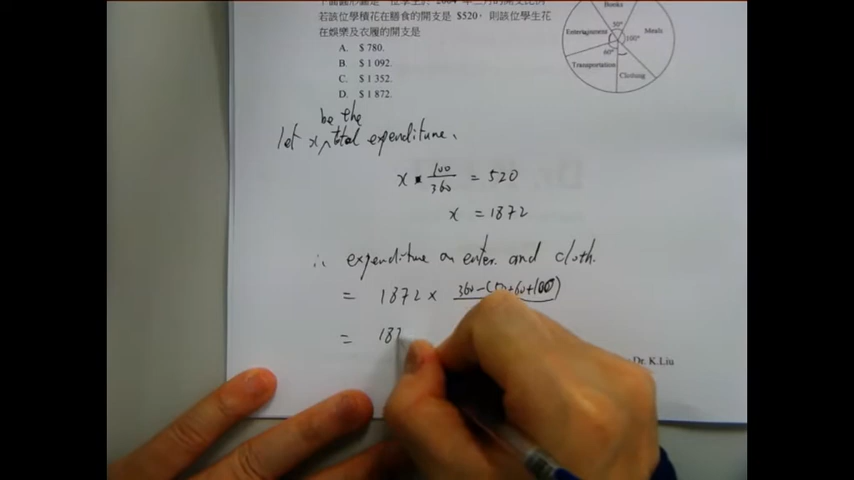 若該位學積花在膳食的開支是 $520，則該位學生花
在娛樂及衣履的開支是
A. $ 780.
B. $ 1 092.
C. $ 1 352.
D. $ 1 872.
Books
50°
Entertainment
100°
Meals
60°
Transportation
Clothing
be the
let x ^ total expenditure.
x · 100/360 = 520
x = 1872
∴ expenditure on enter. and cloth.
= 1872 × 360-(50+60+100)
= 187
Dr. K.Liu